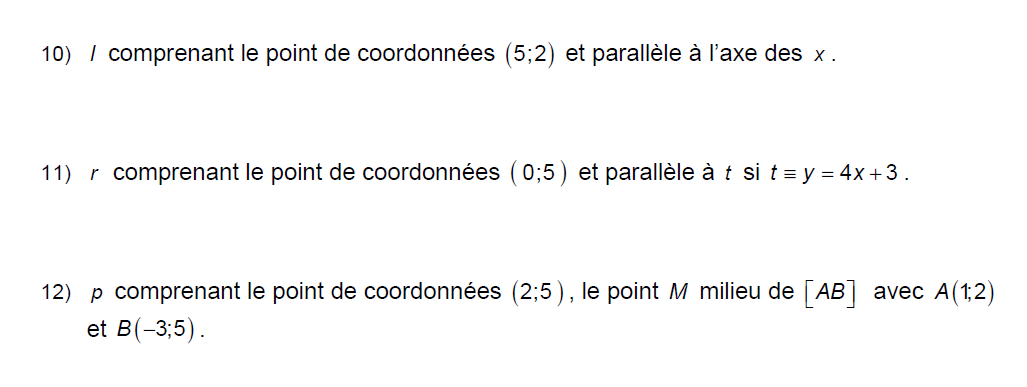 10) l comprenant le point de coordonnées (5;2) et parallèle à l'axe des x .
11) r comprenant le point de coordonnées (0;5) et parallèle à t si t ≡ y = 4x + 3 .
12) p comprenant le point de coordonnées (2;5), le point M milieu de [AB] avec A(1;2)
et B(−3;5).